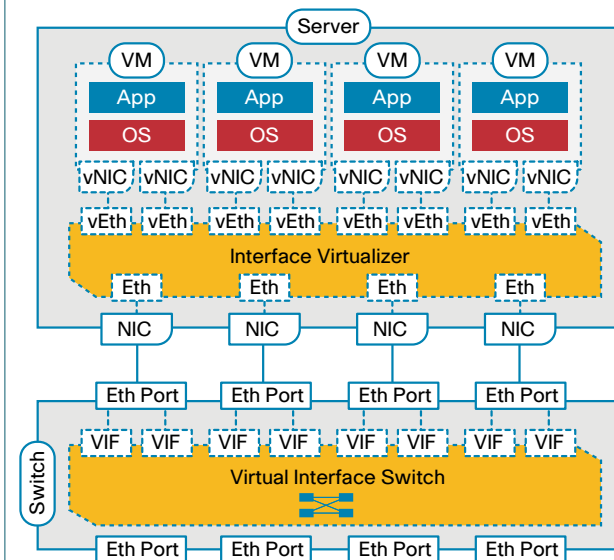 Server
VM VM VM VM
App App App App
OS OS OS OS
vNIC vNIC vNIC vNIC vNIC vNIC vNIC vNIC
vEth vEth vEth vEth vEth vEth vEth vEth
Interface Virtualizer
Eth Eth Eth Eth
NIC NIC NIC NIC
Eth Port Eth Port Eth Port Eth Port
VIF VIF VIF VIF VIF VIF VIF VIF
Switch
Virtual Interface Switch
Eth Port Eth Port Eth Port Eth Port